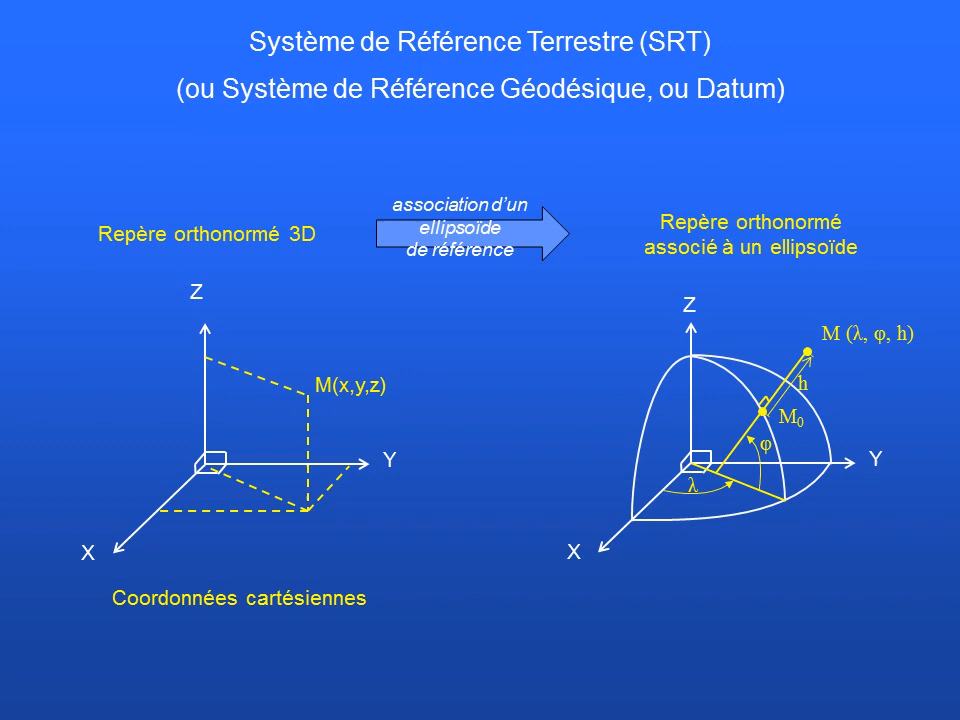 Système de Référence Terrestre (SRT)
(ou Système de Référence Géodésique, ou Datum)
Repère orthonormé 3D
association d’un
ellipsoïde
de référence
Repère orthonormé
associé à un ellipsoïde
Z
M(x,y,z)
Y
X
Coordonnées cartésiennes
Z
M (λ, φ, h)
h
M₀
φ
Y
λ
X